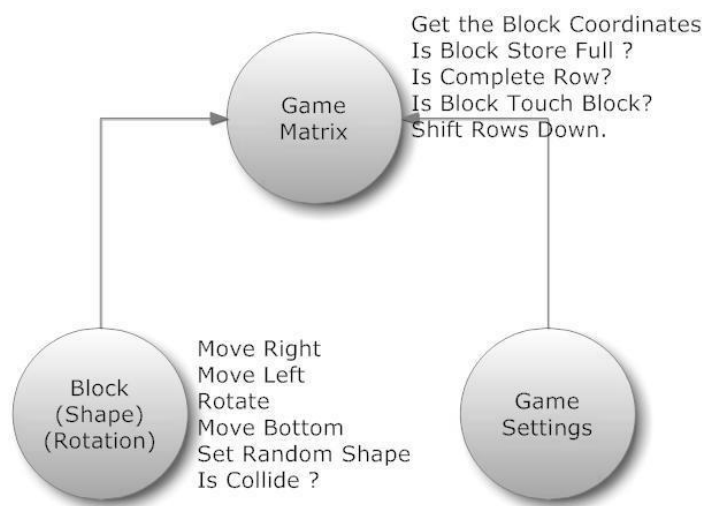 Game
Matrix
Get the Block Coordinates
Is Block Store Full ?
Is Complete Row?
Is Block Touch Block?
Shift Rows Down.
Block
(Shape)
(Rotation)
Move Right
Move Left
Rotate
Move Bottom
Set Random Shape
Is Collide ?
Game
Settings